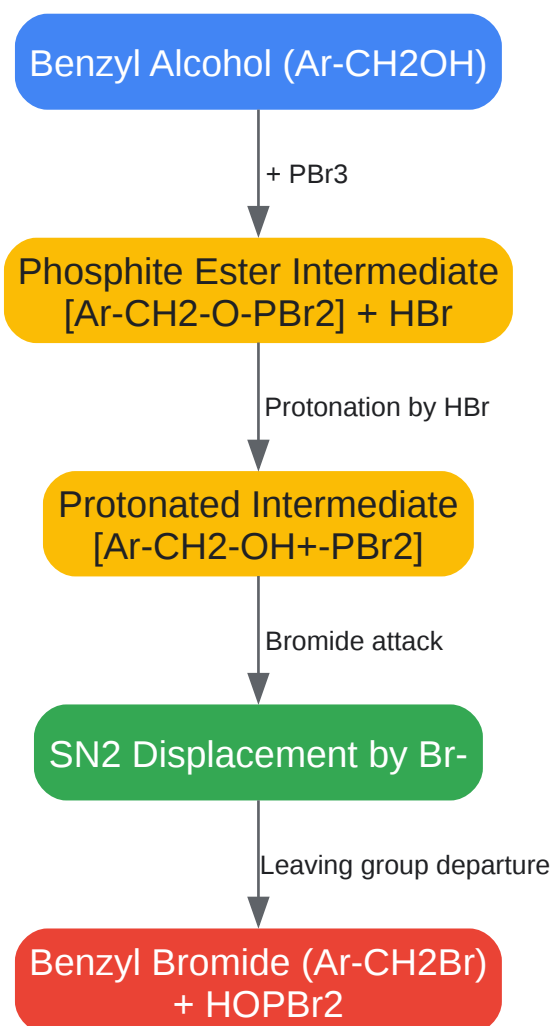 Benzyl Alcohol (Ar-CH2OH)
+ PBr3
Phosphite Ester Intermediate
[Ar-CH2-O-PBr2] + HBr
Protonation by HBr
Protonated Intermediate
[Ar-CH2-OH+-PBr2]
Bromide attack
SN2 Displacement by Br-
Leaving group departure
Benzyl Bromide (Ar-CH2Br)
+ HOPBr2